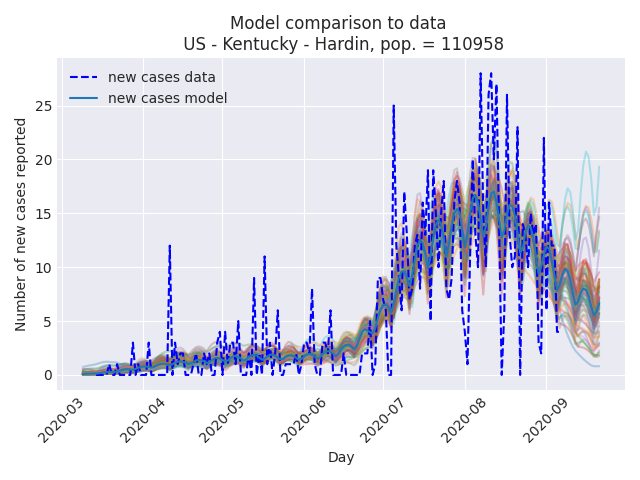 Model comparison to data
US - Kentucky - Hardin, pop. = 110958
new cases data
new cases model
Number of new cases reported
25
20
15
10
5
0
2020-03
2020-04
2020-05
2020-06
2020-07
2020-08
2020-09
Day